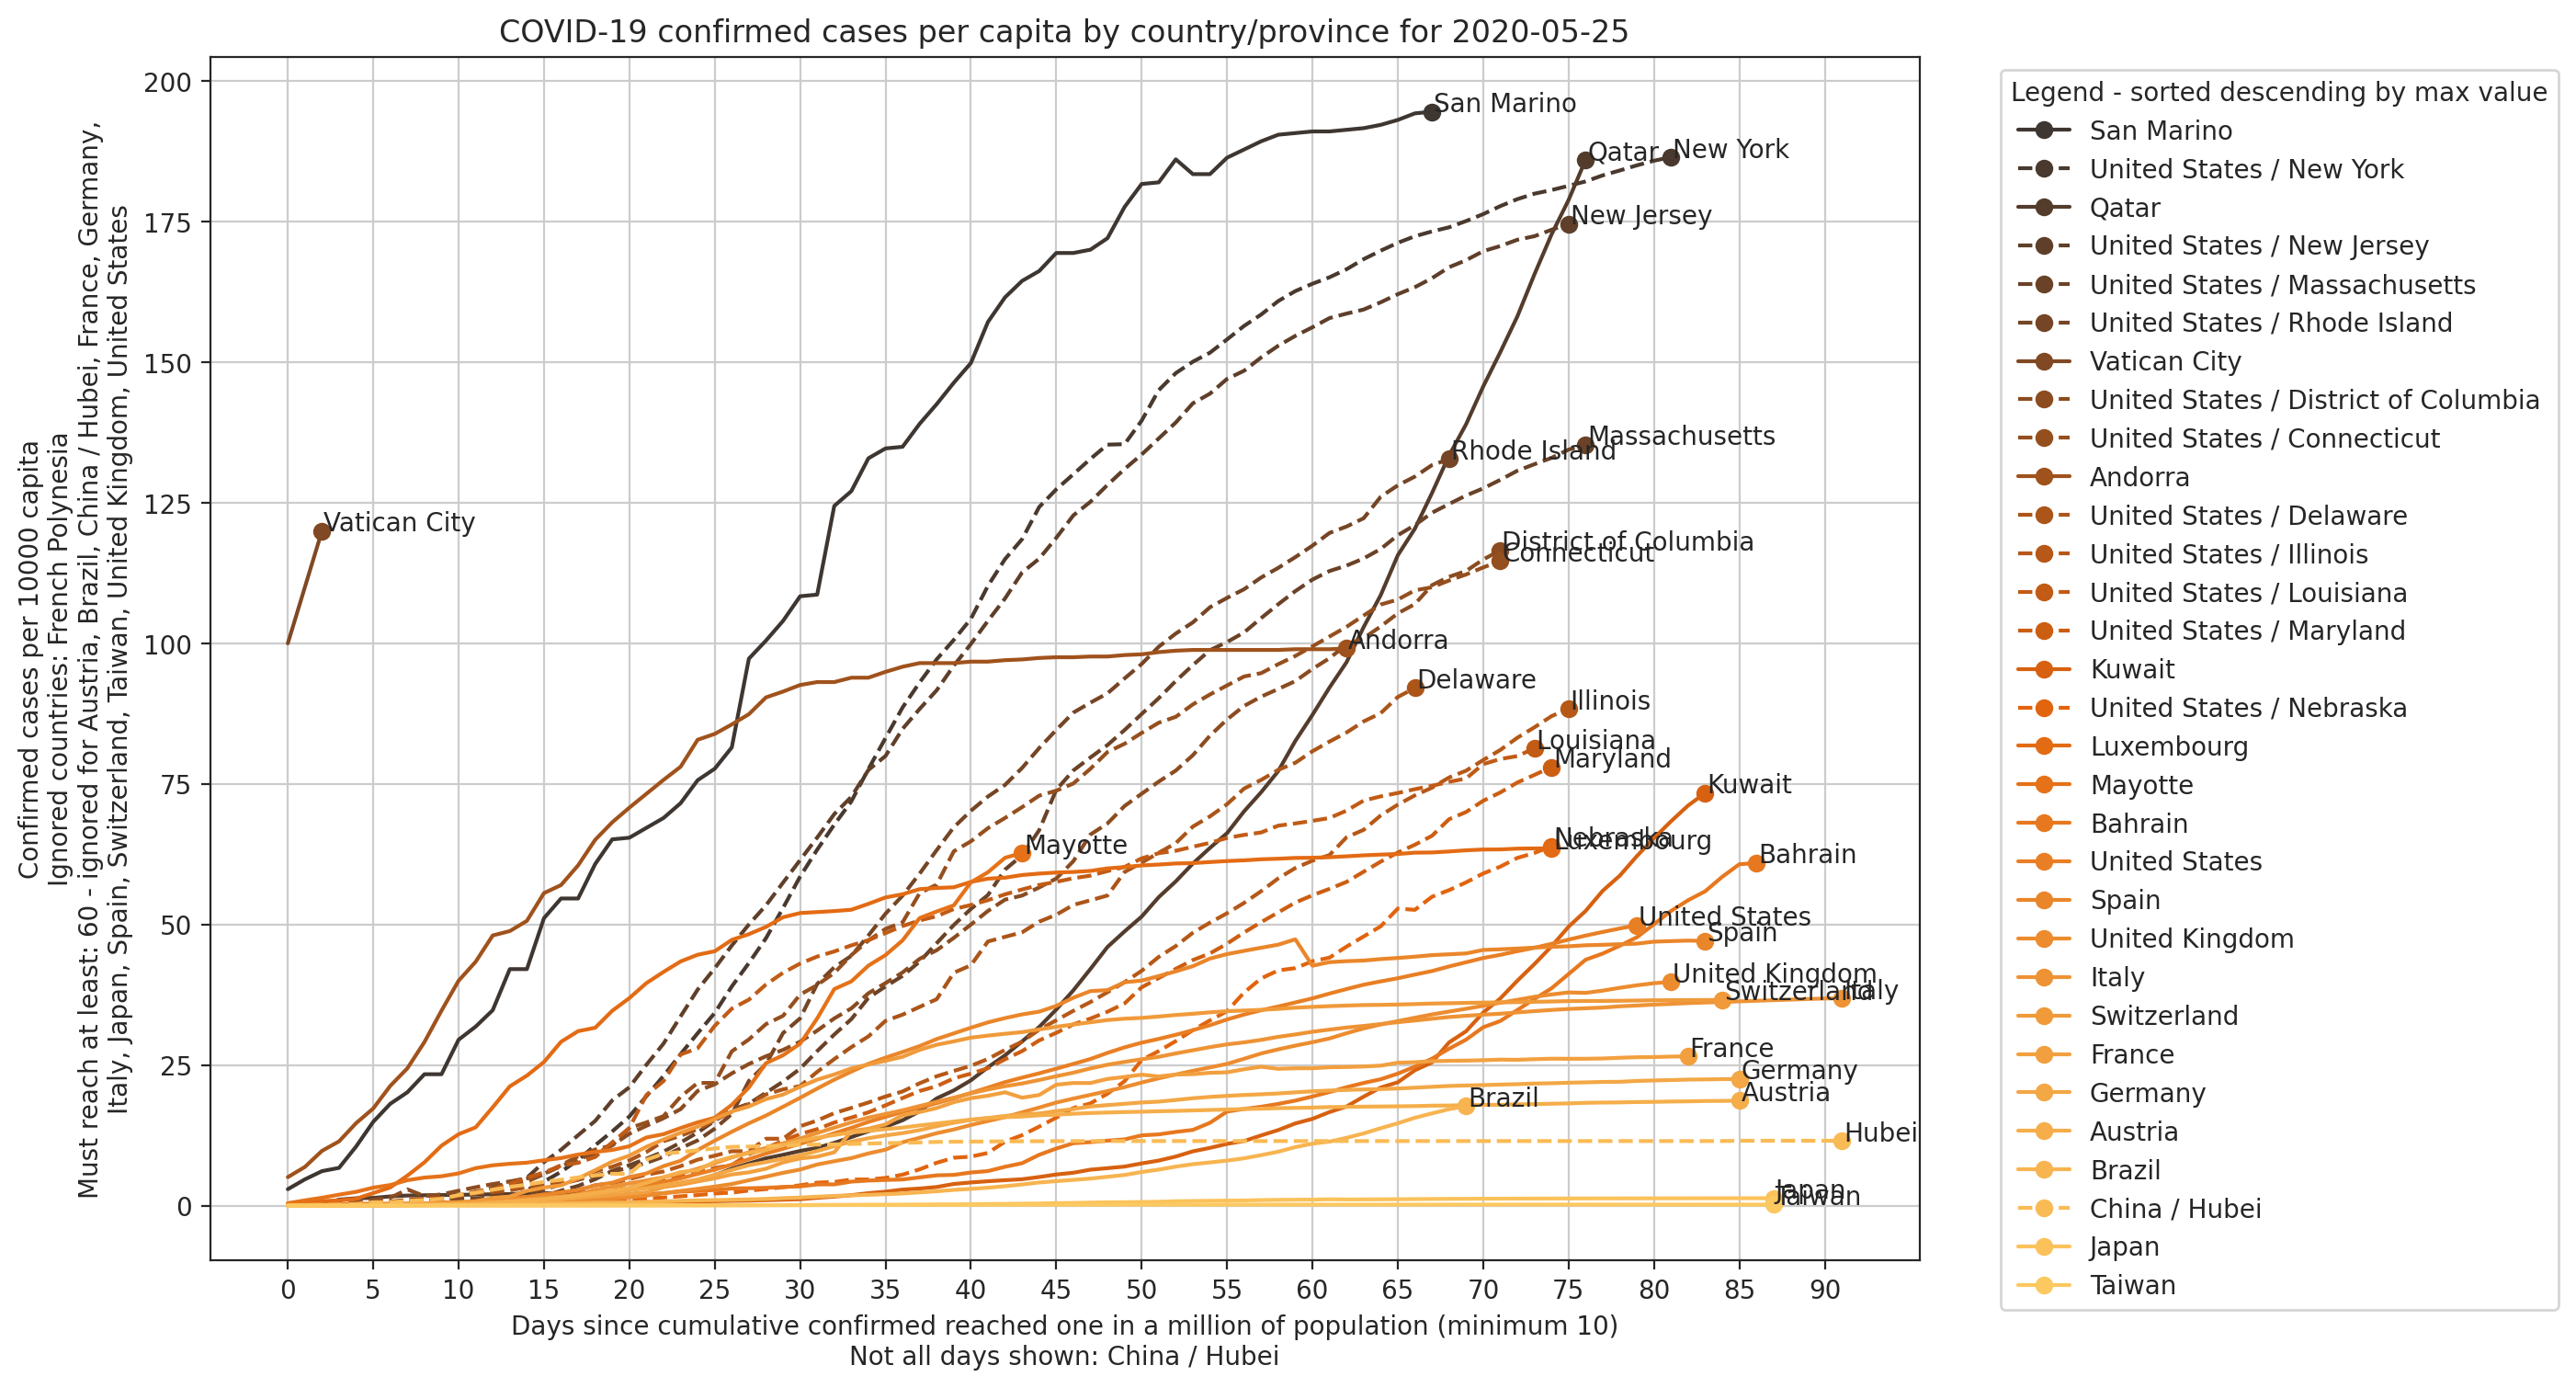 COVID-19 confirmed cases per capita by country/province for 2020-05-25
Confirmed cases per 10000 capita
Ignored countries: French Polynesia
Must reach at least: 60 - ignored for Austria, Brazil, China / Hubei, France, Germany,
Italy, Japan, Spain, Switzerland, Taiwan, United Kingdom, United States
200
175
150
125
100
75
50
25
0
San Marino
Qatar
New York
New Jersey
Massachusetts
Rhode Island
Vatican City
District of Columbia
Connecticut
Andorra
Delaware
Illinois
Louisiana
Maryland
Kuwait
Nebraska
Luxembourg
Mayotte
Bahrain
United States
Spain
United Kingdom
Switzerland
Italy
France
Germany
Austria
Brazil
Hubei
Japan
Taiwan
0 5 10 15 20 25 30 35 40 45 50 55 60 65 70 75 80 85 90
Days since cumulative confirmed reached one in a million of population (minimum 10)
Not all days shown: China / Hubei
Legend - sorted descending by max value
San Marino
United States / New York
Qatar
United States / New Jersey
United States / Massachusetts
United States / Rhode Island
Vatican City
United States / District of Columbia
United States / Connecticut
Andorra
United States / Delaware
United States / Illinois
United States / Louisiana
United States / Maryland
Kuwait
United States / Nebraska
Luxembourg
Mayotte
Bahrain
United States
Spain
United Kingdom
Italy
Switzerland
France
Germany
Austria
Brazil
China / Hubei
Japan
Taiwan